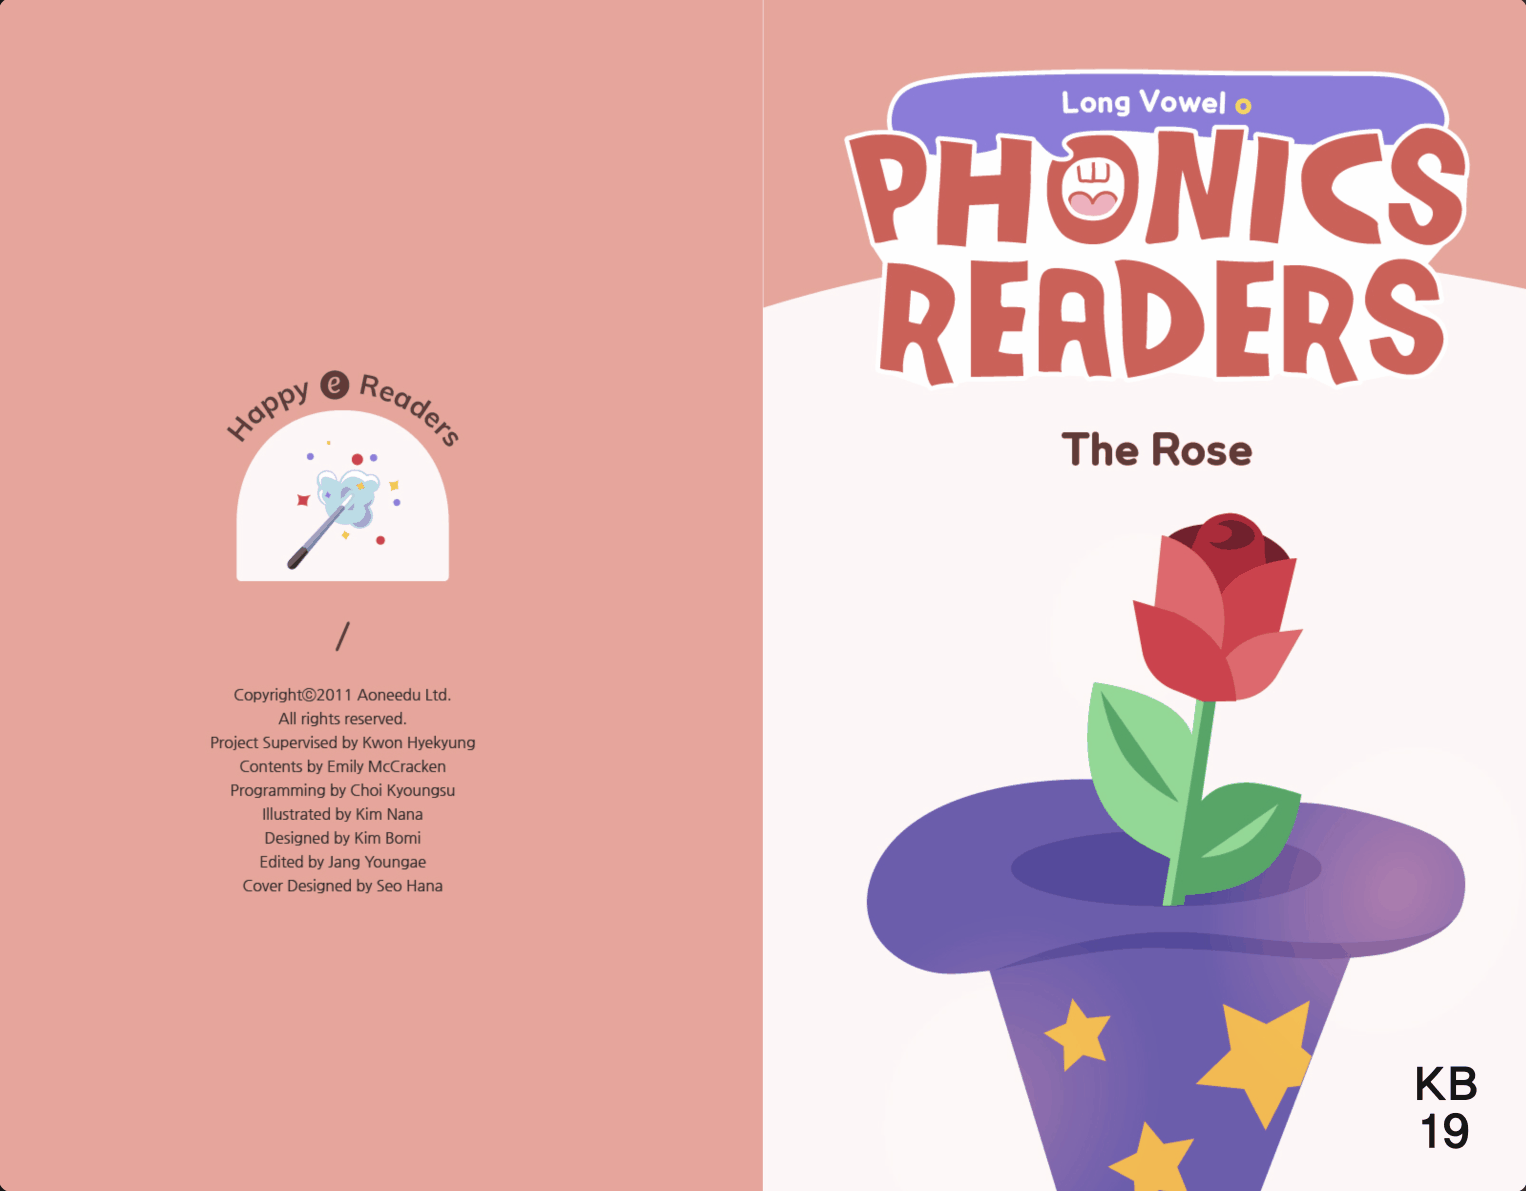 Happy e Readers
/
Copyrightⓒ2011 Aoneedu Ltd.
All rights reserved.
Project Supervised by Kwon Hyekyung
Contents by Emily McCracken
Programming by Choi Kyoungsu
Illustrated by Kim Nana
Designed by Kim Bomi
Edited by Jang Youngae
Cover Designed by Seo Hana
Long Vowel o
PHONICS
READERS
The Rose
KB
19